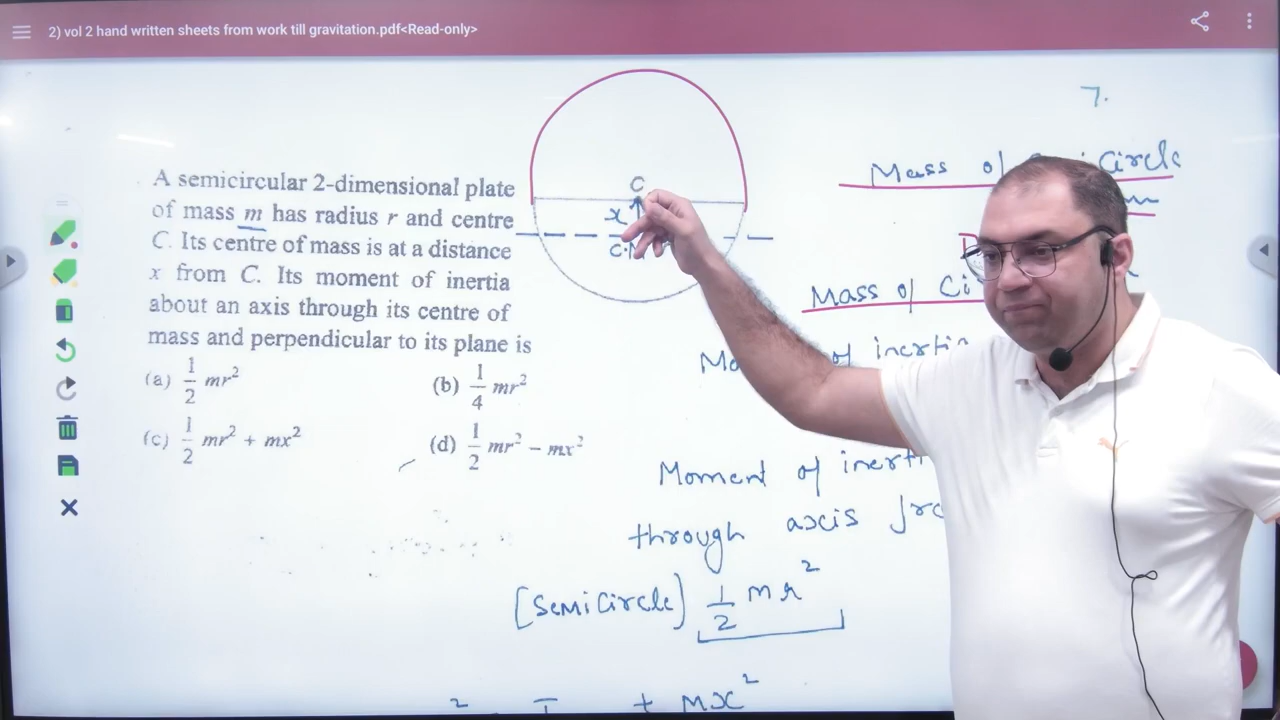 2) vol 2 hand written sheets from work till gravitation.pdf<Read-only>
7.
A semicircular 2-dimensional plate
of mass m has radius r and centre
C. Its centre of mass is at a distance
x from C. Its moment of inertia
about an axis through its centre of
mass and perpendicular to its plane is
(a) 1/2 mr²
(b) 1/4 mr²
(c) 1/2 mr² + mx²
(d) 1/2 mr² – mx²
C
x
Mass of Circle
Mass of
of inertia
Moment of
through axis
[Semicircle] 1/2 mr²
+ mx²